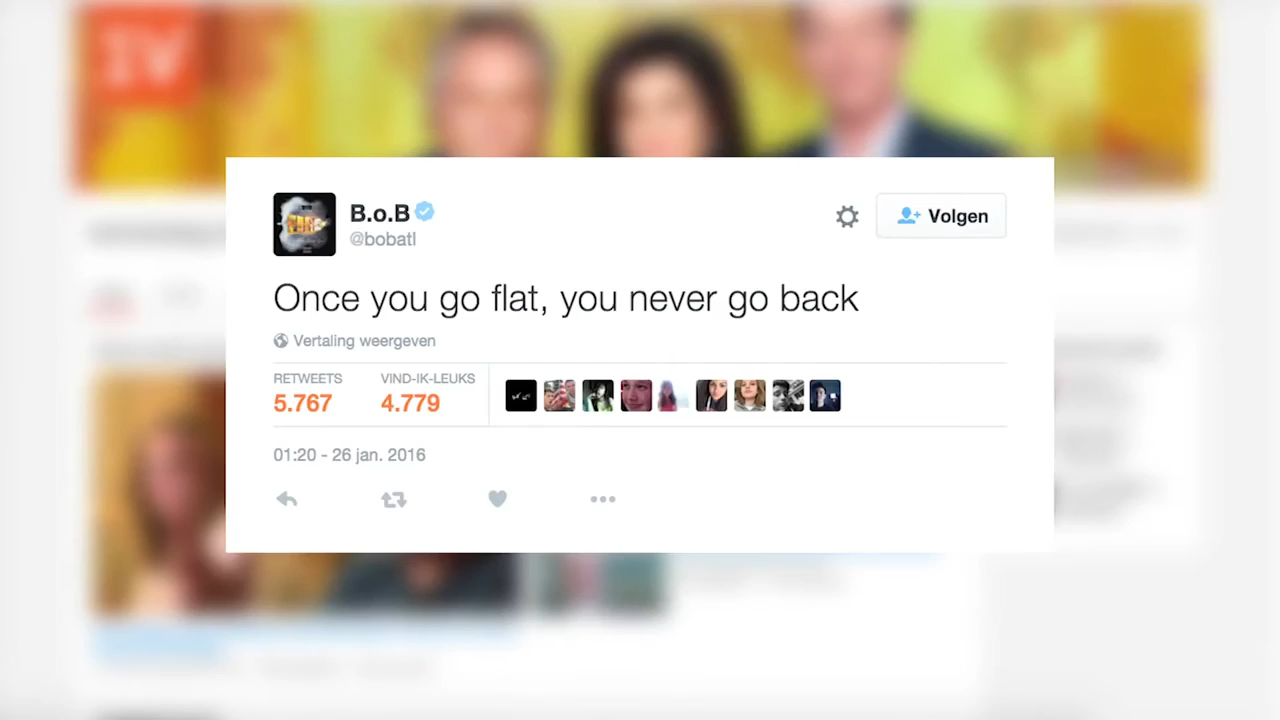 B.o.B
@bobatl
Volgen
Once you go flat, you never go back
Vertaling weergeven
RETWEETS
VIND-IK-LEUKS
5.767
4.779
01:20 - 26 jan. 2016